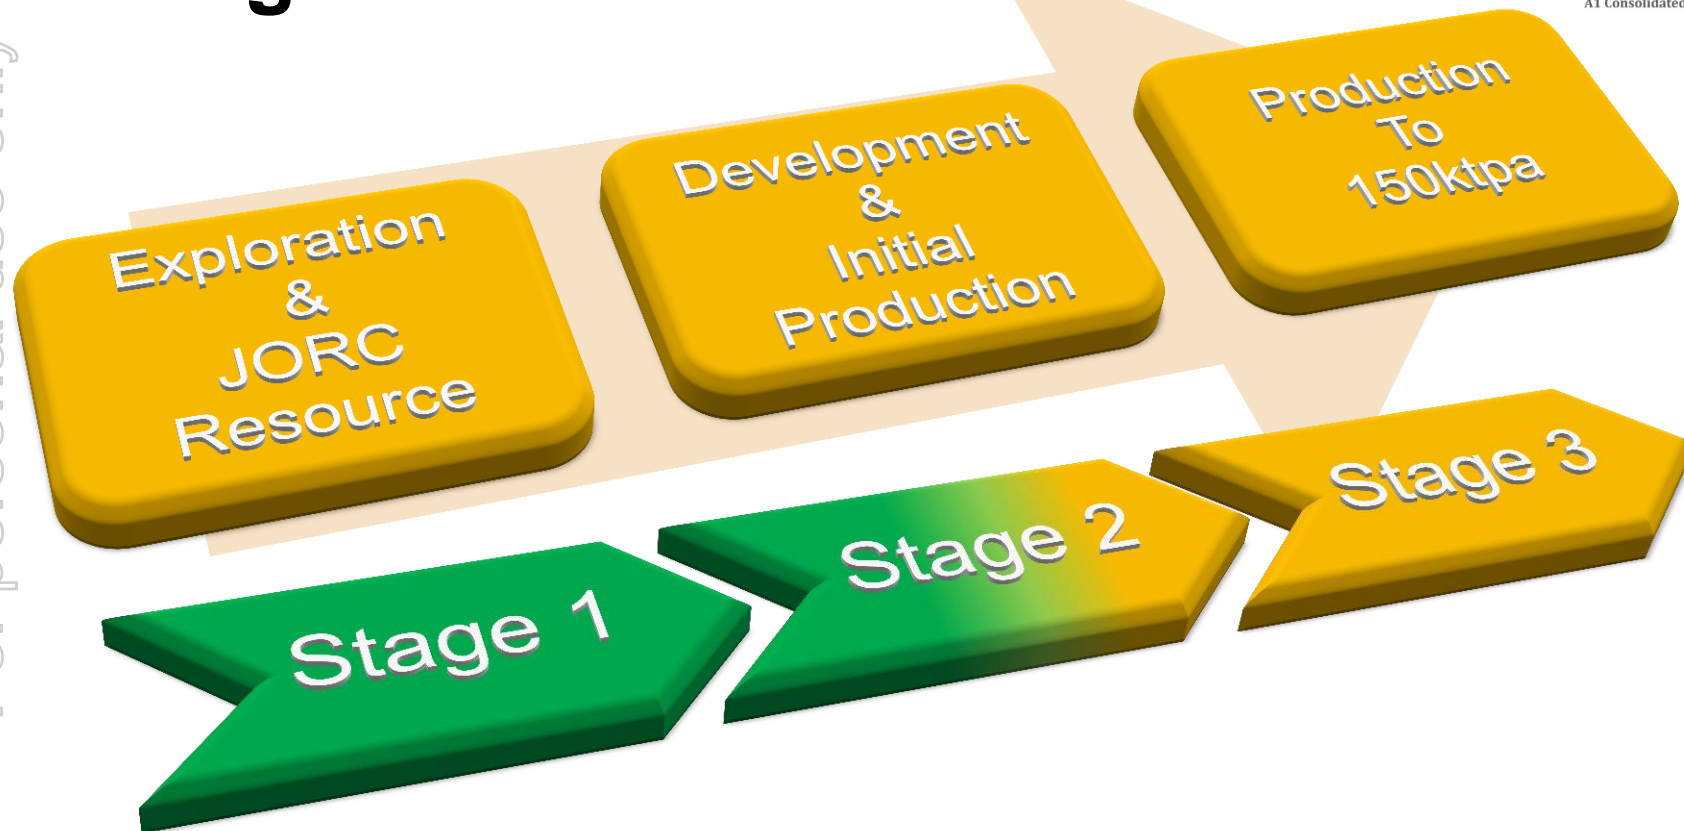 A1 Consolidated
Exploration
&
JORC
Resource
Development
&
Initial
Production
Production
To
150ktpa
Stage 1
Stage 2
Stage 3